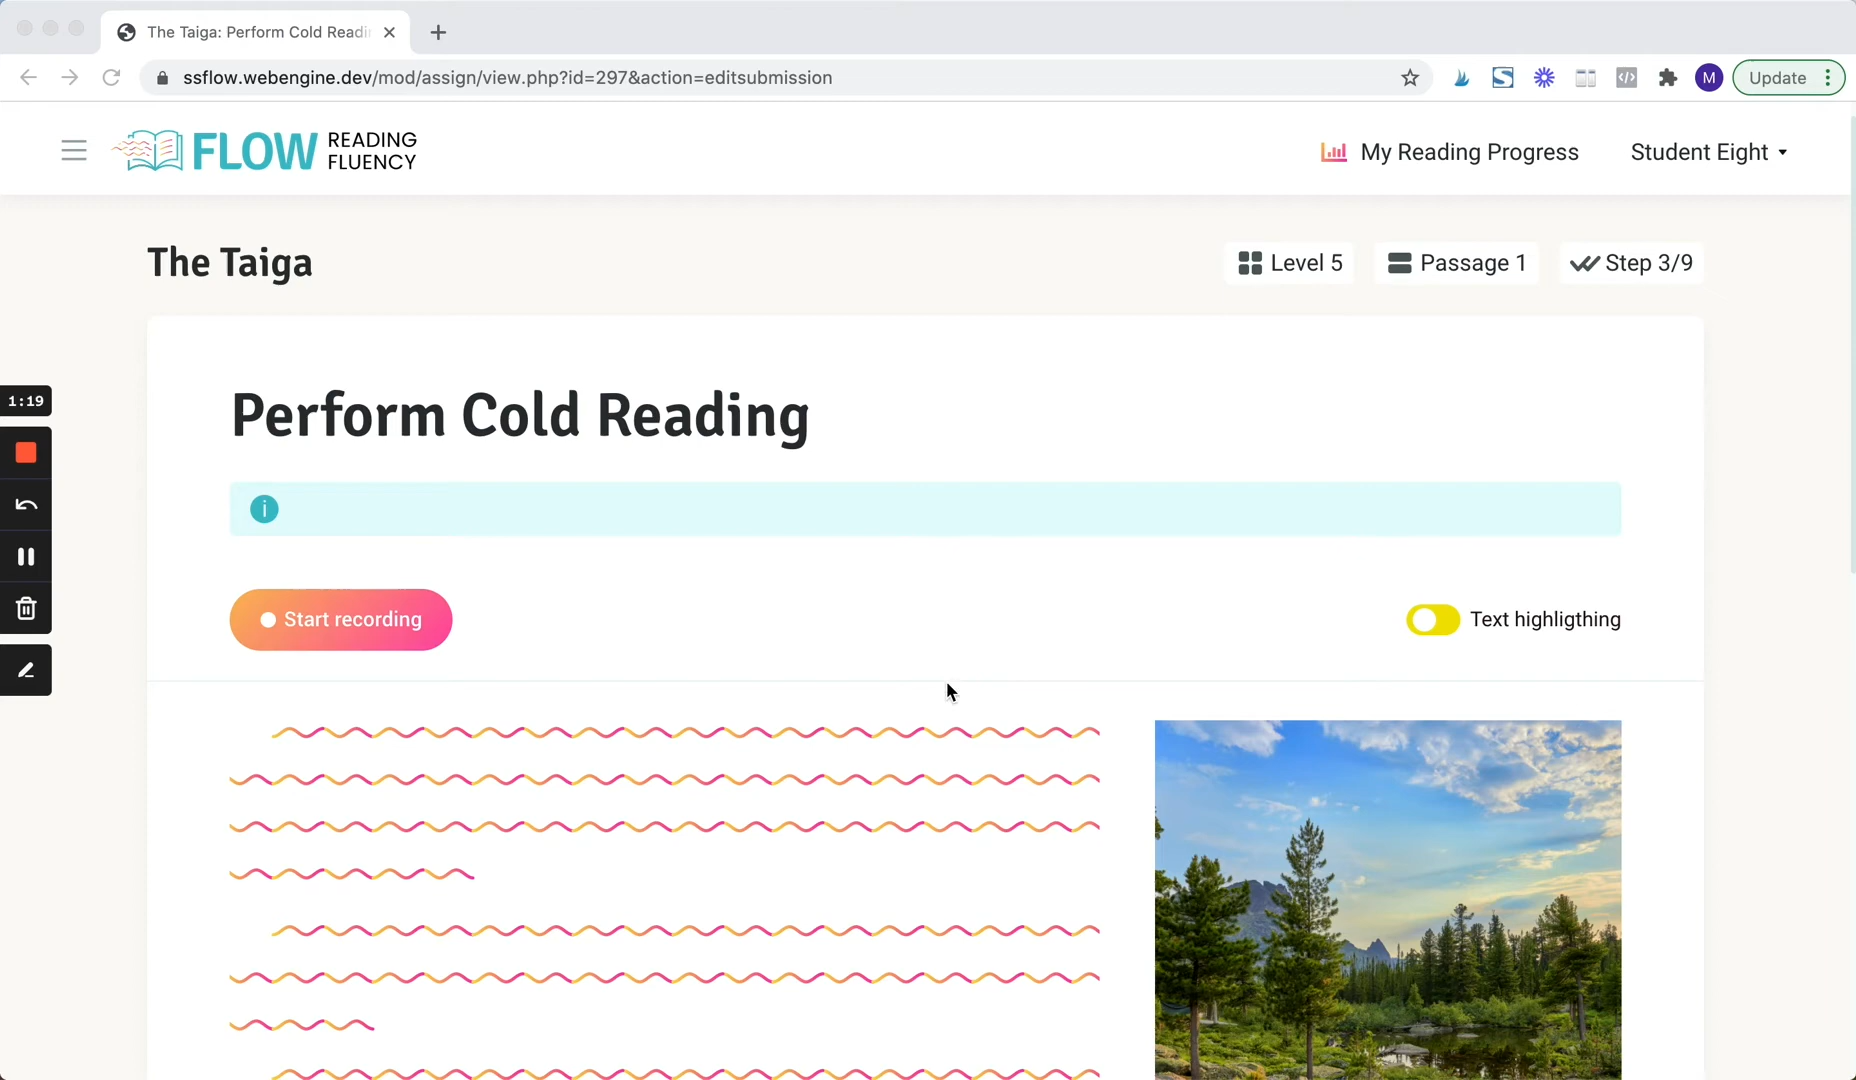 The Taiga: Perform Cold Readi
ssflow.webengine.dev/mod/assign/view.php?id=297&action=editsubmission
M
Update
FLOW READING FLUENCY
My Reading Progress
Student Eight
The Taiga
Level 5
Passage 1
Step 3/9
1:19
Perform Cold Reading
i
Start recording
Text highligthing